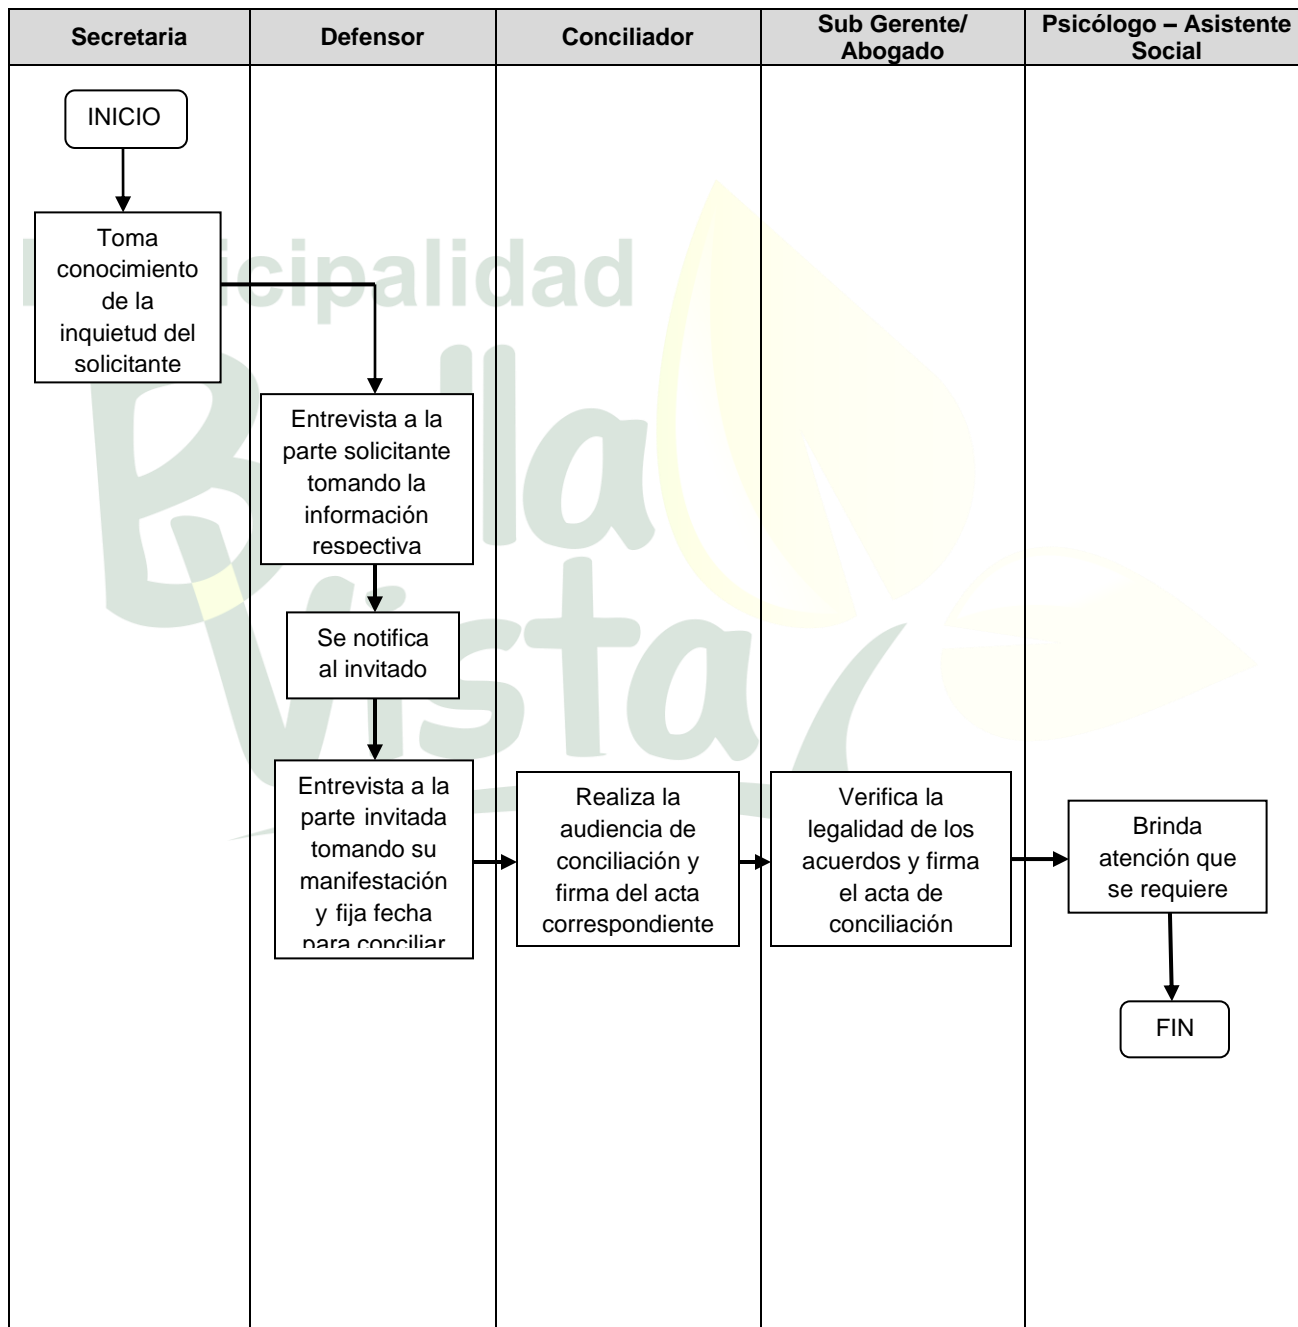 Secretaria
Defensor
Conciliador
Sub Gerente/
Abogado
Psicólogo – Asistente
Social
INICIO
Toma
conocimiento
de la
inquietud del
solicitante
Entrevista a la
parte solicitante
tomando la
información
respectiva
Se notifica
al invitado
Entrevista a la
parte invitada
tomando su
manifestación
y fija fecha
para conciliar
Realiza la
audiencia de
conciliación y
firma del acta
correspondiente
Verifica la
legalidad de los
acuerdos y firma
el acta de
conciliación
Brinda
atención que
se requiere
FIN
Bella
Vista